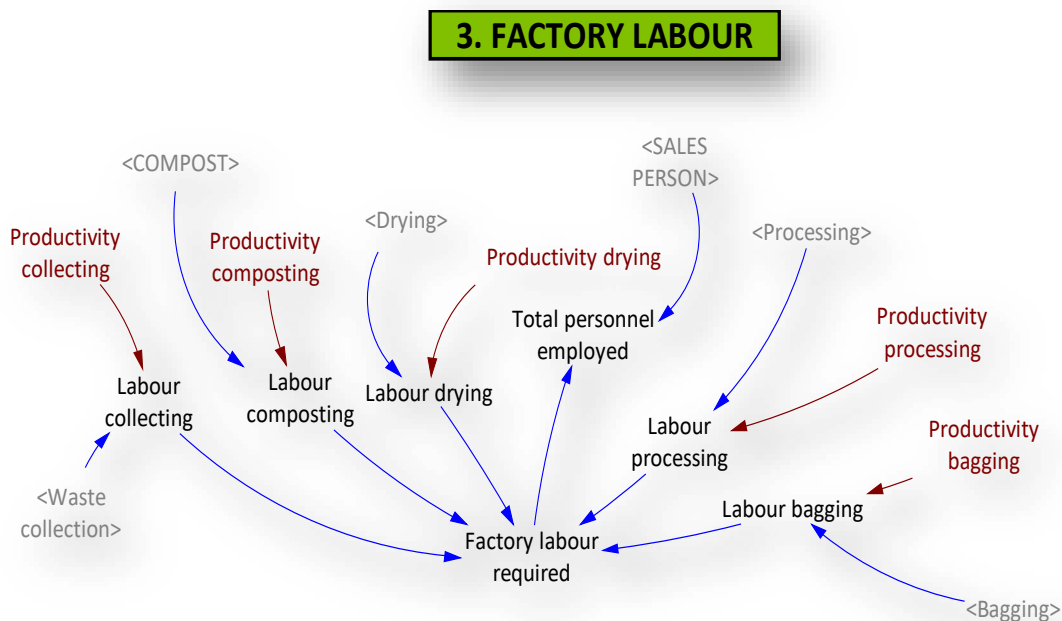 3. FACTORY LABOUR
<COMPOST>
<SALES
PERSON>
<Drying>
<Processing>
Productivity
collecting
Productivity
composting
Productivity drying
Total personnel
employed
Productivity
processing
Labour
collecting
Labour
composting
Labour drying
Labour
processing
Productivity
bagging
<Waste
collection>
Labour bagging
Factory labour
required
<Bagging>